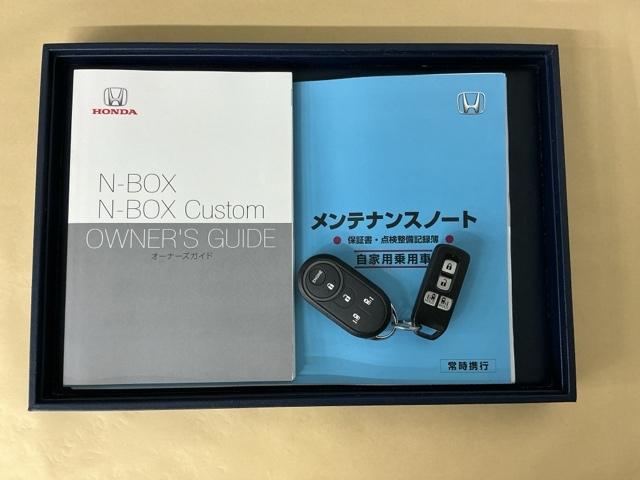 HONDA
N-BOX
N-BOX Custom
OWNER'S GUIDE
オーナーズガイド
メンテナンスノート
保証書・点検整備記録簿
自家用乗用車
常時携行
ENGINE